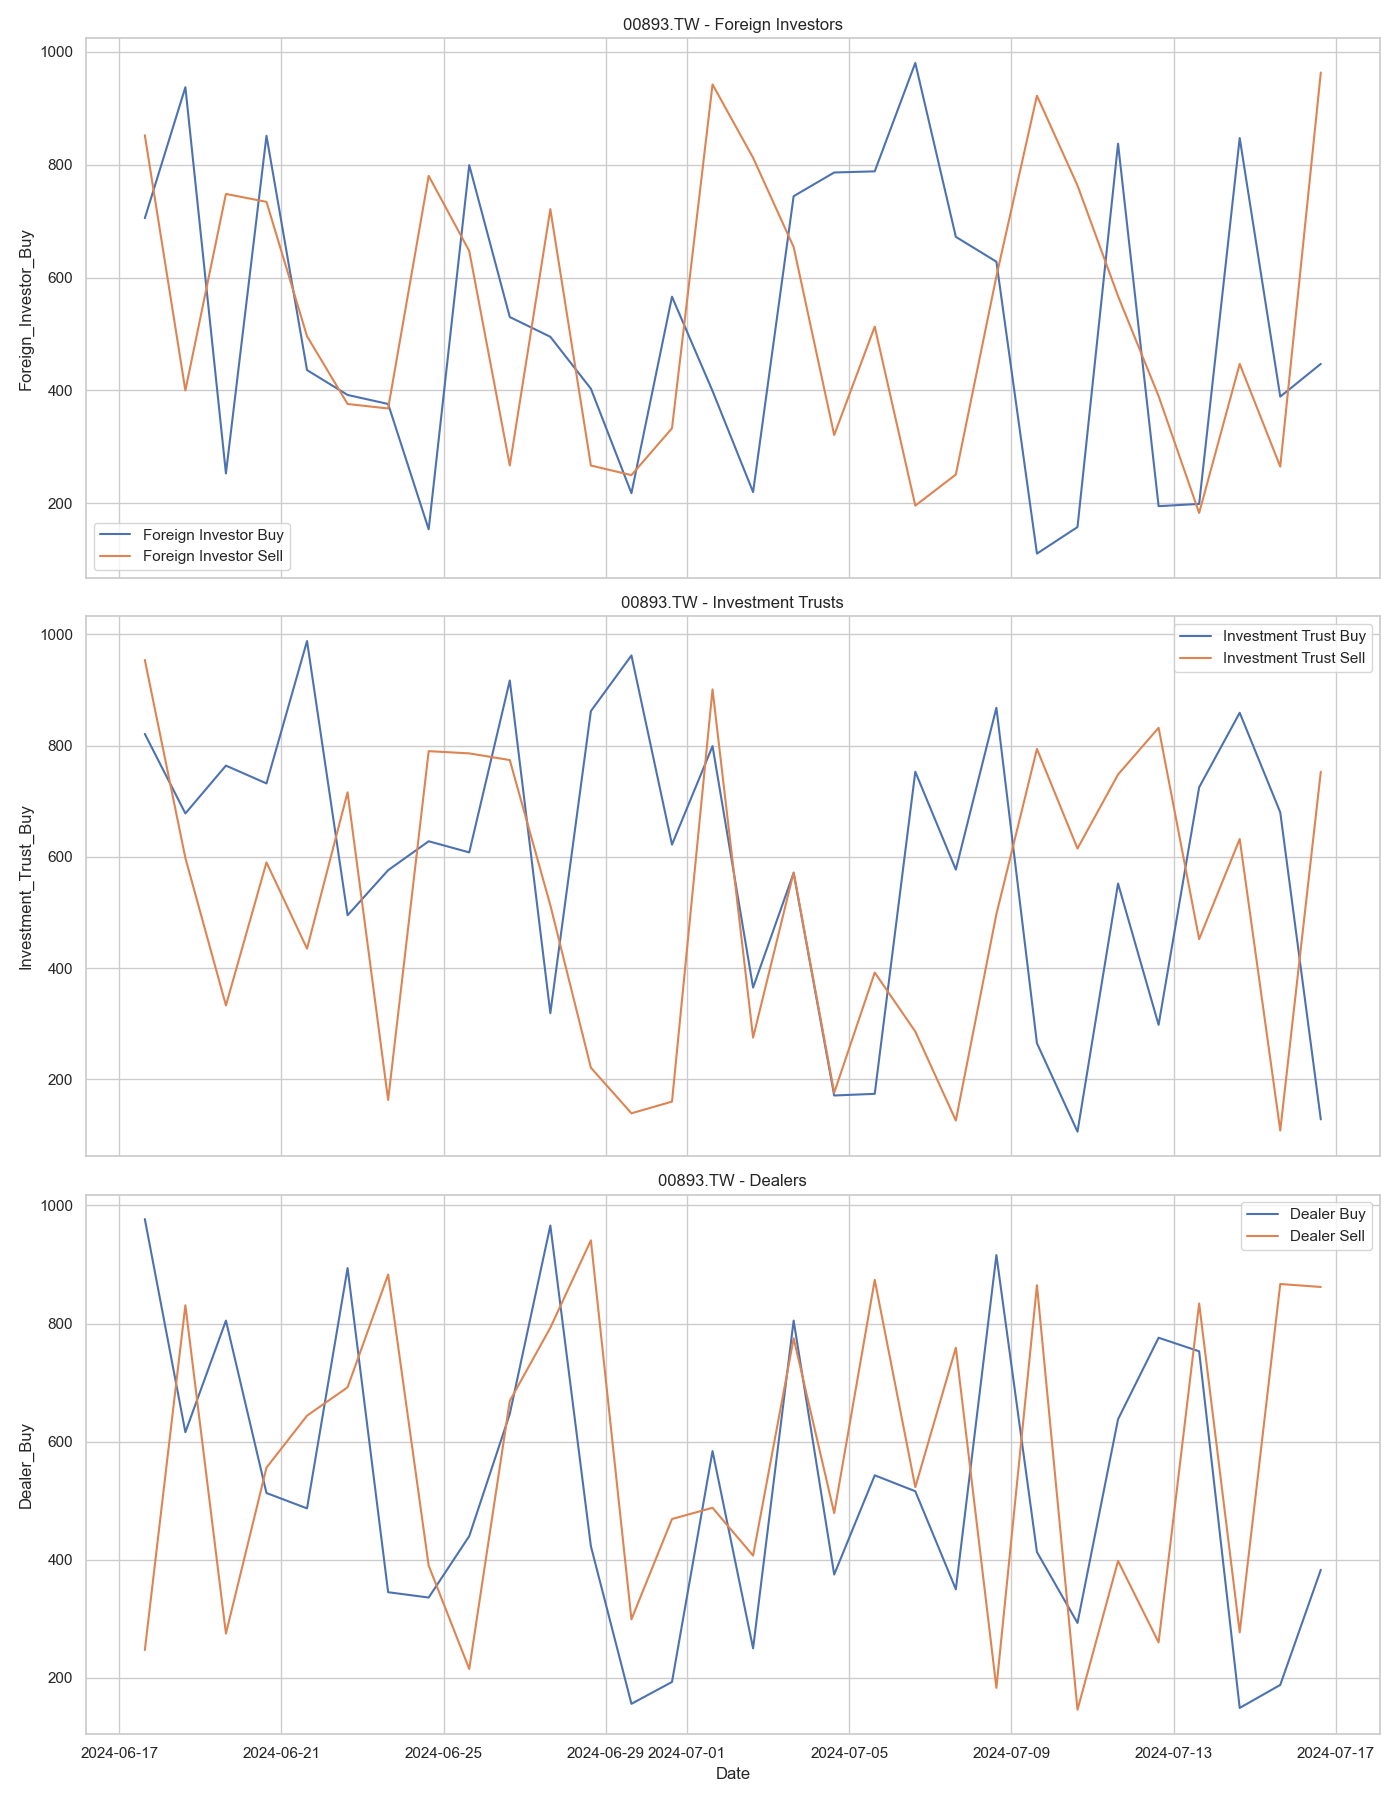 00893.TW - Foreign Investors
1000
800
600
400
200
Foreign_Investor_Buy
Foreign Investor Buy
Foreign Investor Sell
00893.TW - Investment Trusts
1000
800
600
400
200
Investment_Trust_Buy
Investment Trust Buy
Investment Trust Sell
00893.TW - Dealers
1000
800
600
400
200
Dealer_Buy
Dealer Buy
Dealer Sell
2024-06-17 2024-06-21 2024-06-25 2024-06-29 2024-07-01 2024-07-05 2024-07-09 2024-07-13 2024-07-17
Date